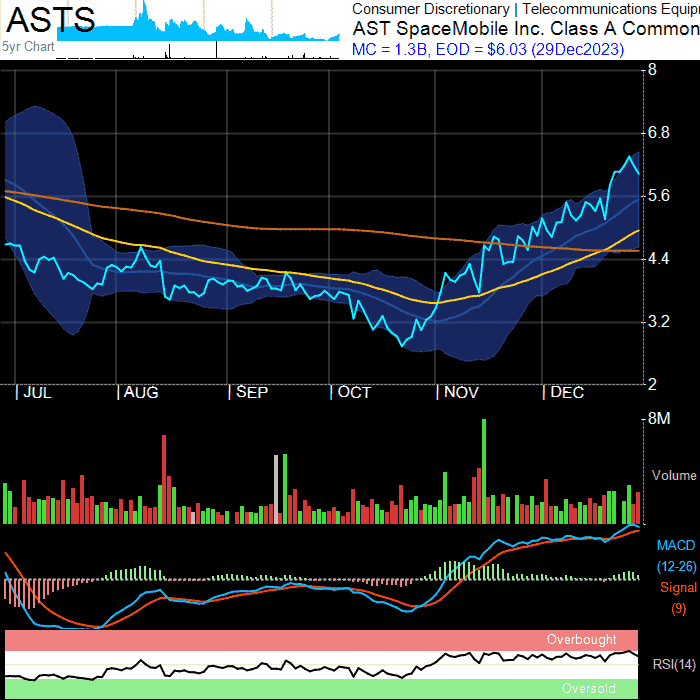 ASTS
5yr Chart
Consumer Discretionary | Telecommunications Equip
AST SpaceMobile Inc. Class A Common
MC = 1.3B, EOD = $6.03 (29Dec2023)
8
6.8
5.6
4.4
3.2
2
| JUL | AUG | SEP | OCT | NOV | DEC
8M
Volume
MACD
(12-26)
Signal
(9)
Overbought
RSI(14)
Oversold